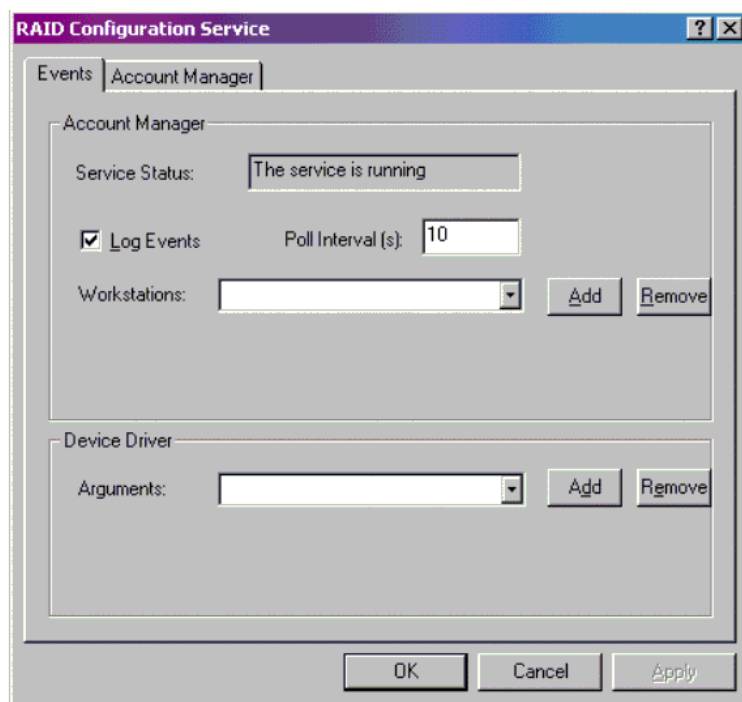 RAID Configuration Service
Events Account Manager
Account Manager
Service Status: The service is running
Log Events Poll Interval (s): 10
Workstations: Add Remove
Device Driver
Arguments: Add Remove
OK Cancel Apply